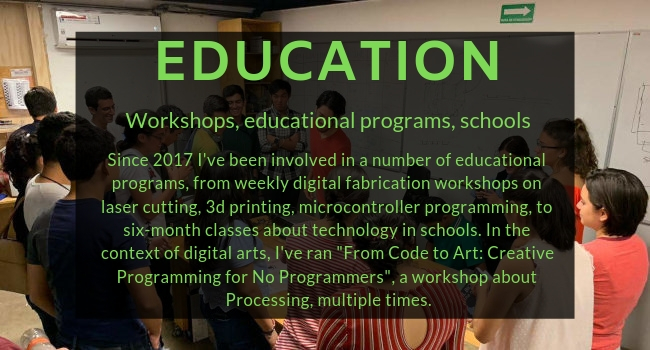 EDUCATION
Workshops, educational programs, schools
Since 2017 I've been involved in a number of educational
programs, from weekly digital fabrication workshops on
laser cutting, 3d printing, microcontroller programming, to
six-month classes about technology in schools. In the
context of digital arts, I've ran "From Code to Art: Creative
Programming for No Programmers", a workshop about
Processing, multiple times.